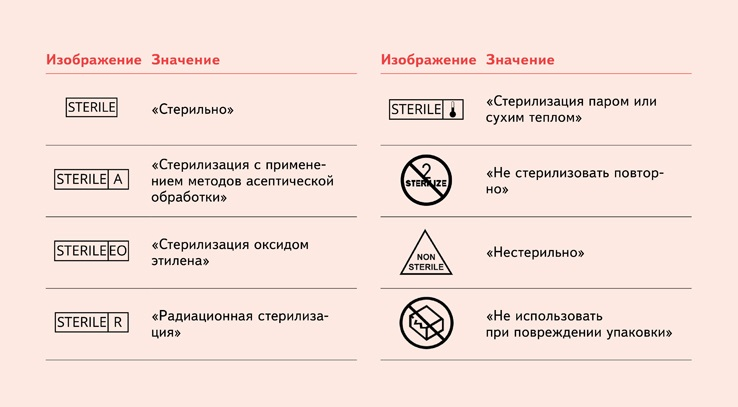 Изображение Значение
STERILE
«Стерильно»
STERILE A
«Стерилизация с примене-
нием методов асептической
обработки»
STERILE EO
«Стерилизация оксидом
этилена»
STERILE R
«Радиационная стерилиза-
ция»
Изображение Значение
STERILE
«Стерилизация паром или
сухим теплом»
2
STERILIZE
«Не стерилизовать повтор-
но»
NON
STERILE
«Нестерильно»
«Не использовать
при повреждении упаковки»